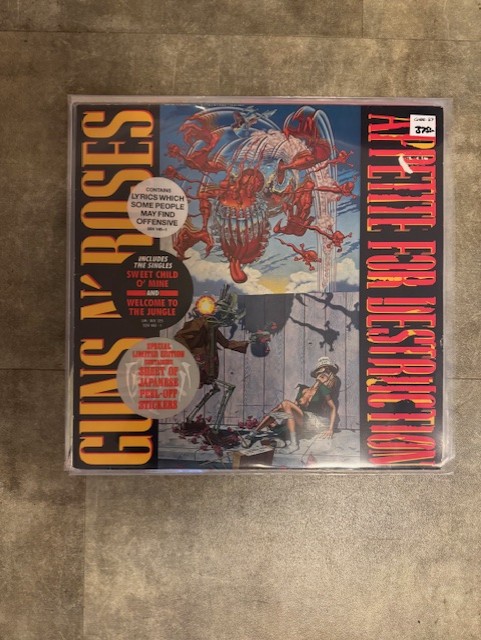 GUNS N' ROSES
APPETITE FOR DESTRUCTION
CONTAINS
LYRICS WHICH
SOME PEOPLE
MAY FIND
OFFENSIVE
INCLUDES
THE SINGLES
SWEET CHILD
O' MINE
AND
WELCOME TO
THE JUNGLE
SPECIAL
LIMITED EDITION
SHEET OF
JAPANESE
PEEL-OFF
STICKERS